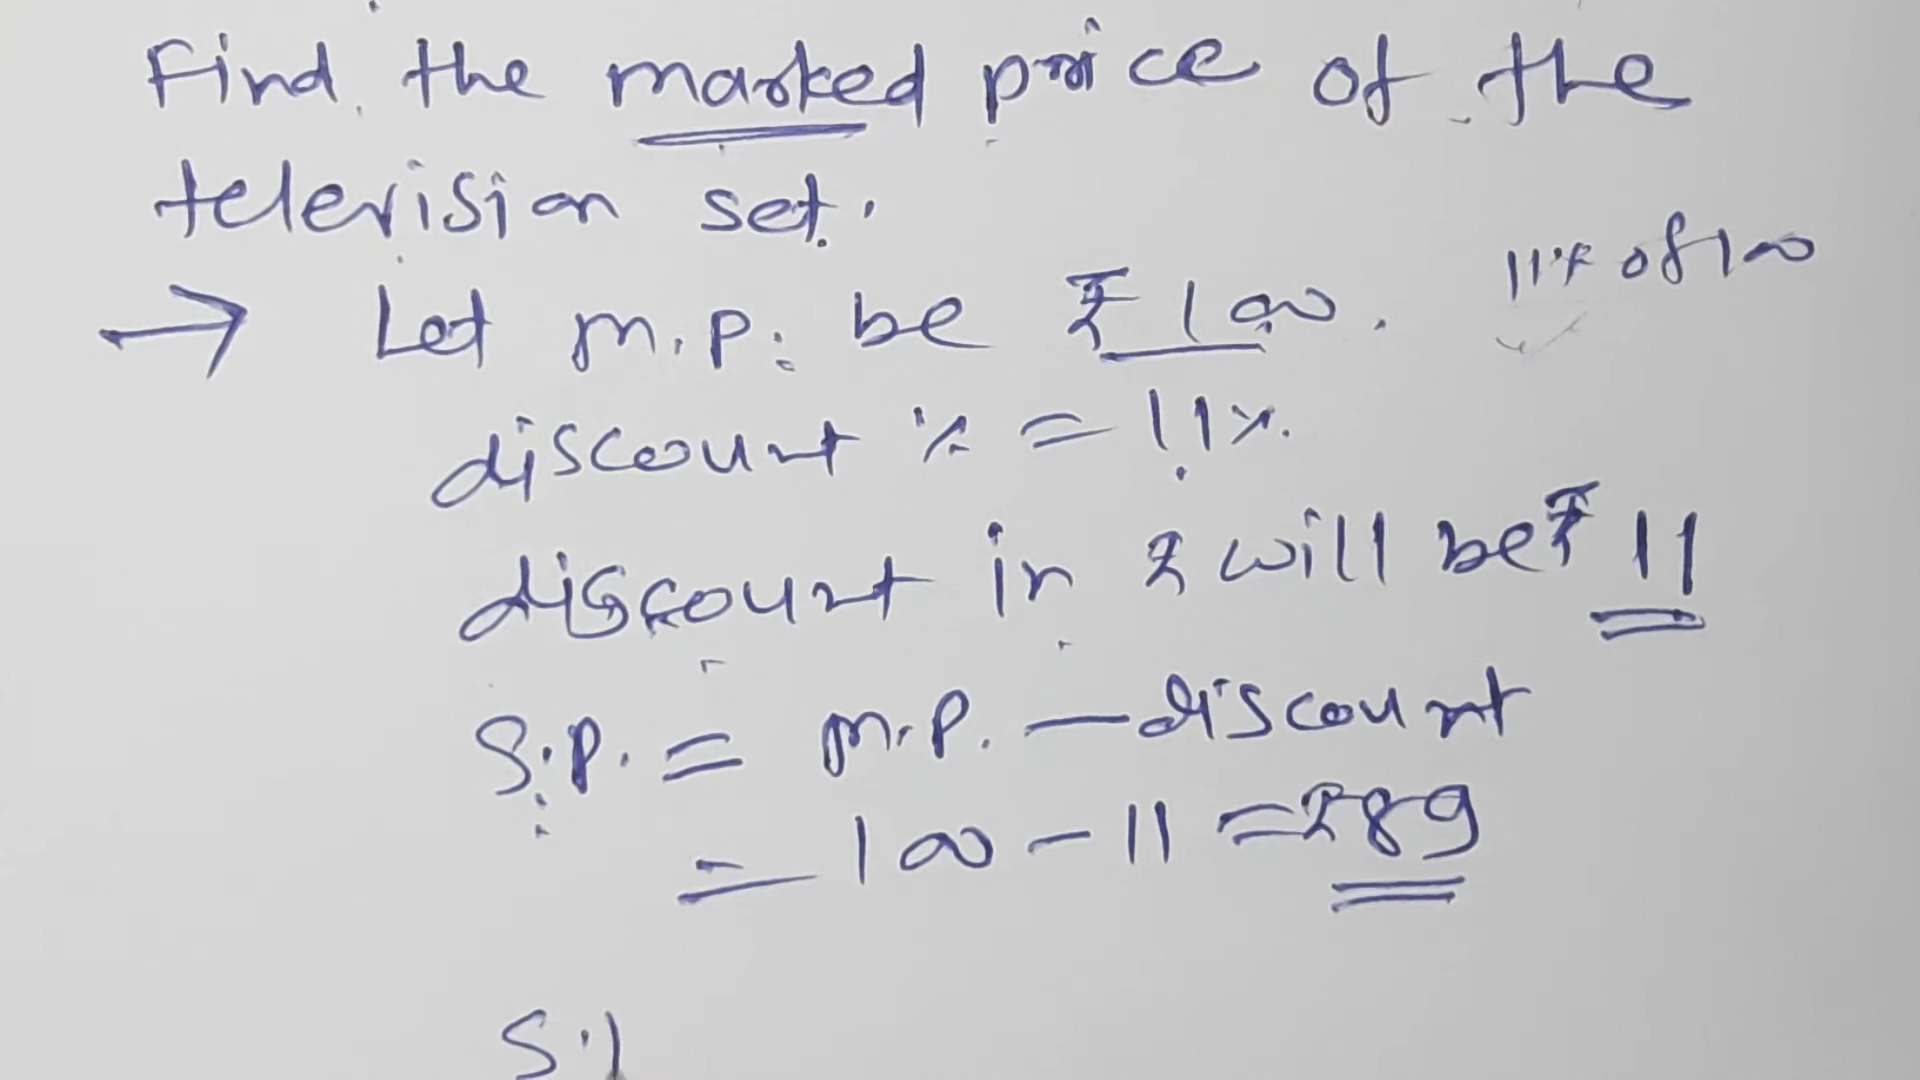 Find the marked price of the
television set.
→ Let M.P. be ₹ 100. 11% of 100
discount % = 11%.
discount in ₹ will be ₹ 11
S.P. = M.P. - discount
= 100 - 11 = ₹89
S.